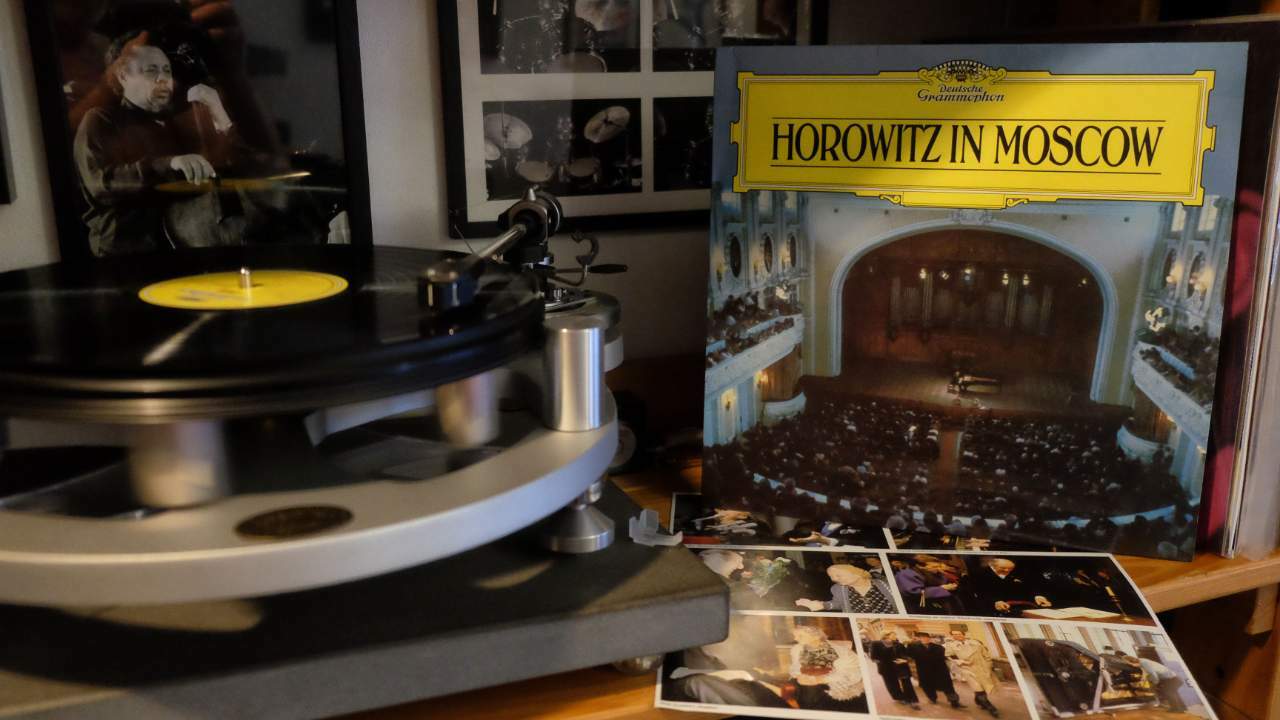 Deutsche
Grammophon
HOROWITZ IN MOSCOW